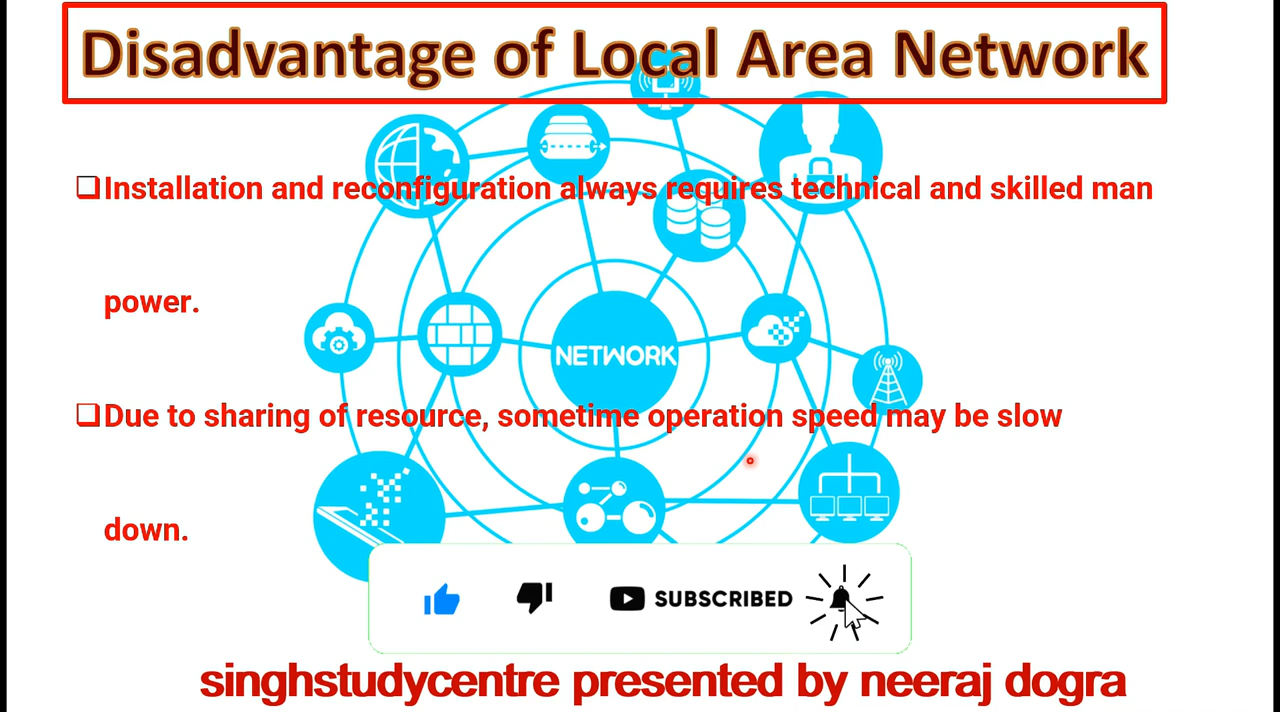 Disadvantage of Local Area Network
❑Installation and reconfiguration always requires technical and skilled man
power.
NETWORK
❑Due to sharing of resource, sometime operation speed may be slow
down.
SUBSCRIBED
singhstudycentre presented by neeraj dogra